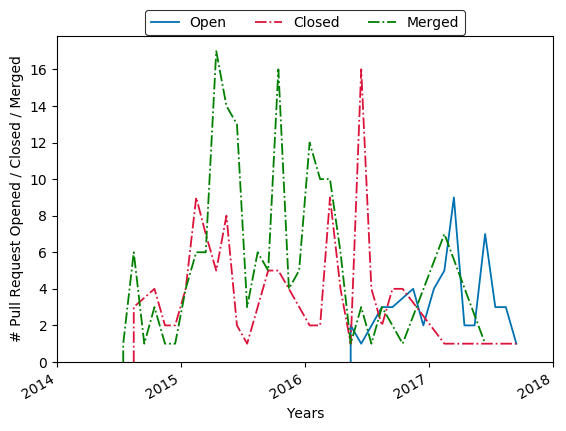 Open Closed Merged
# Pull Request Opened / Closed / Merged
16
14
12
10
8
6
4
2
0
2014 2015 2016 2017 2018
Years